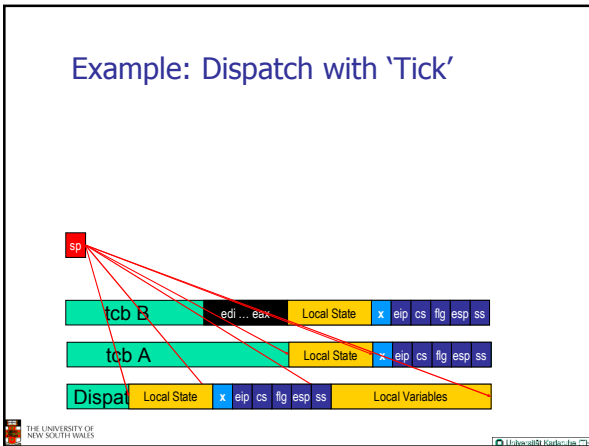 Example: Dispatch with ‘Tick’
sp
tcb B edi … eax Local State x eip cs flg esp ss
tcb A Local State x eip cs flg esp ss
Dispat Local State x eip cs flg esp ss Local Variables
THE UNIVERSITY OF
NEW SOUTH WALES
Universität Karlsruhe